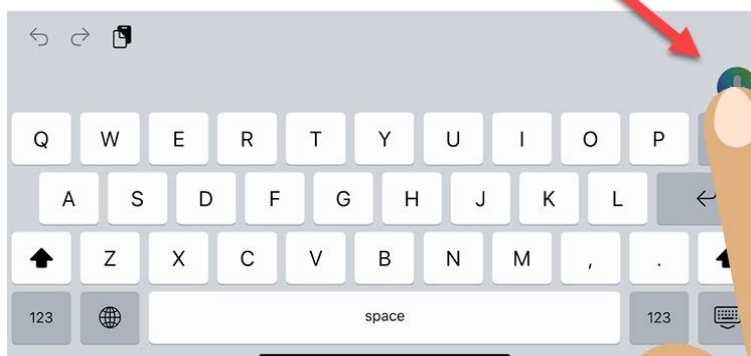 Q W E R T Y U I O P
A S D F G H J K L
Z X C V B N M , .
123 space 123